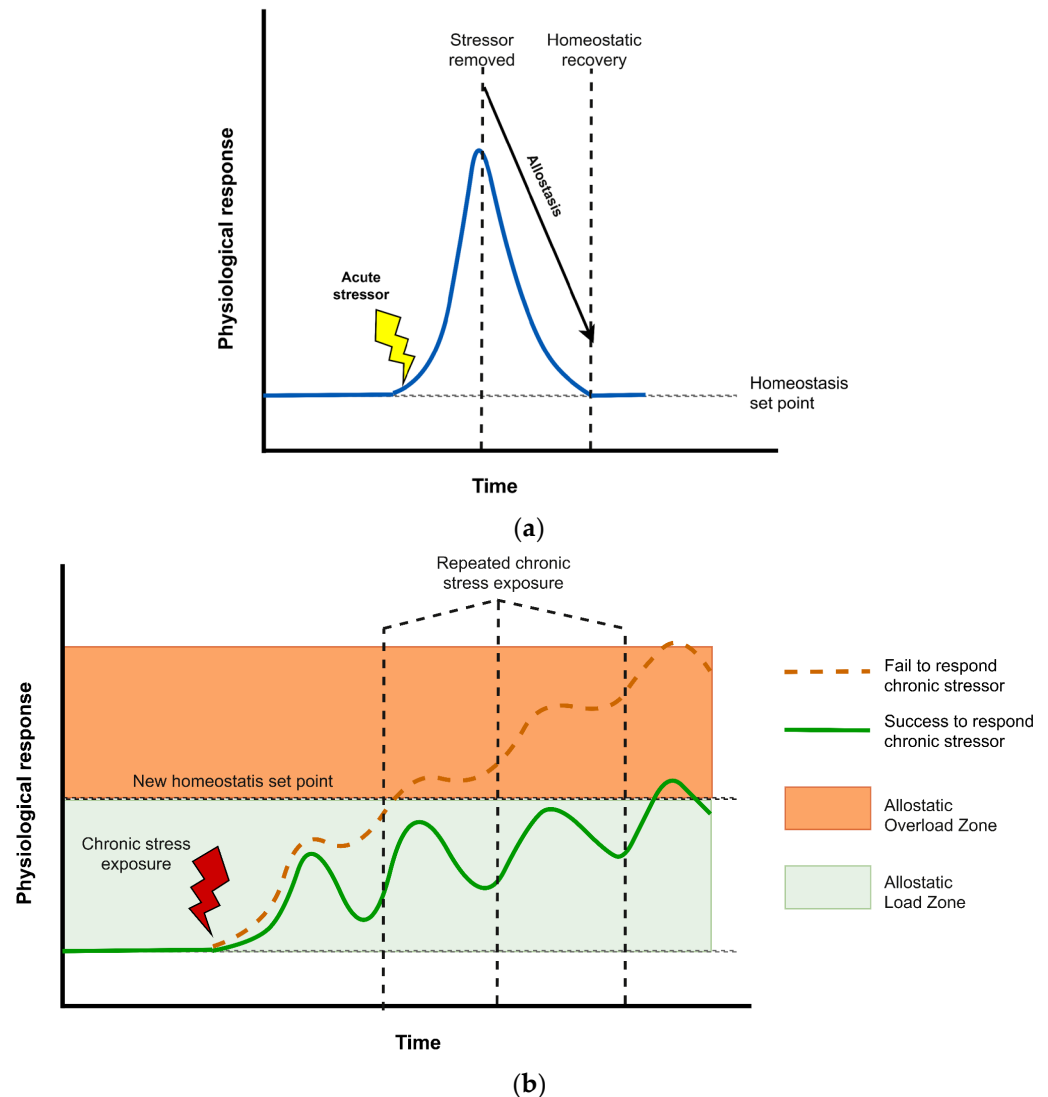 Stressor
removed
Homeostatic
recovery
Allostasis
Acute
stressor
Physiological response
Homeostasis
set point
Time
(a)
Repeated chronic
stress exposure
Fail to respond
chronic stressor
Success to respond
chronic stressor
New homeostatis set point
Allostatic
Overload Zone
Chronic stress
exposure
Allostatic
Load Zone
Physiological response
Time
(b)